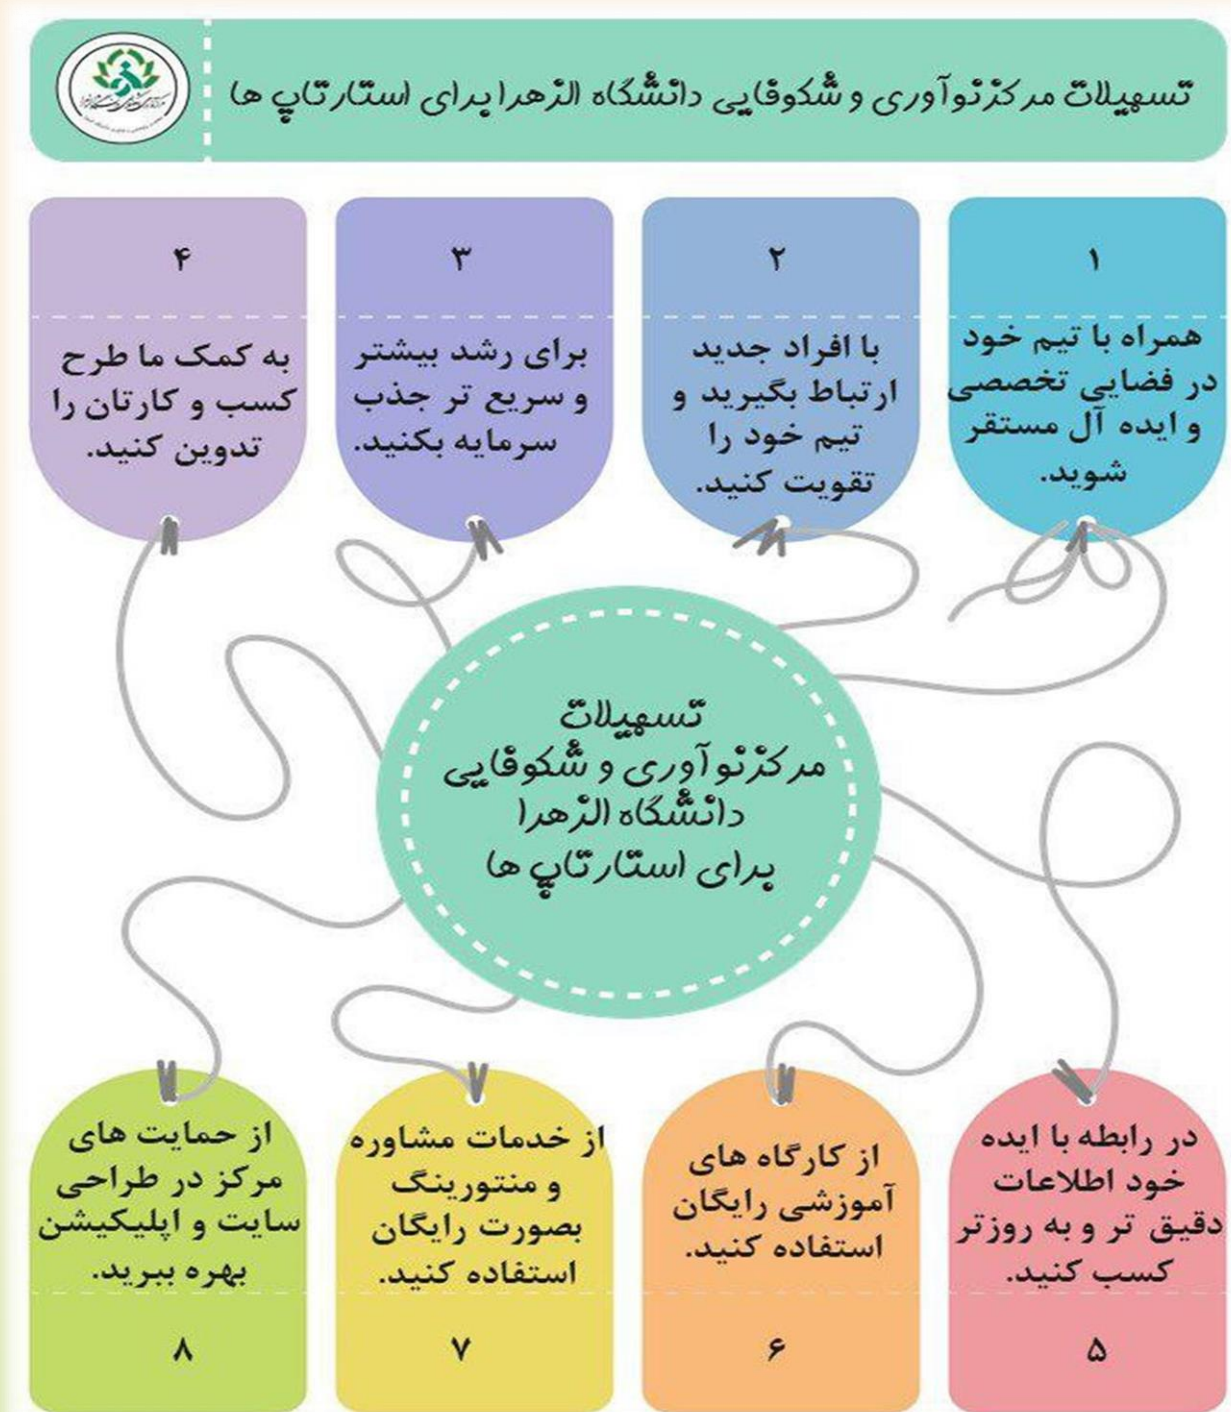 تسهیلات مرکز نوآوری و شکوفایی دانشگاه الزهرا برای استارتاپ ها
۱
همراه با تیم خود
در فضایی تخصصی
و ایده آل مستقر
شوید.
۲
با افراد جدید
ارتباط بگیرید و
تیم خود را
تقویت کنید.
۳
برای رشد بیشتر
و سریع تر جذب
سرمایه بکنید.
۴
به کمک ما طرح
کسب و کارتان را
تدوین کنید.
تسهیلات
مرکز نوآوری و شکوفایی
دانشگاه الزهرا
برای استارتاپ ها
در رابطه با ایده
خود اطلاعات
دقیق تر و به روزتر
کسب کنید.
۵
از کارگاه های
آموزشی رایگان
استفاده کنید.
۶
از خدمات مشاوره
و منتورینگ
بصورت رایگان
استفاده کنید.
۷
از حمایت های
مرکز در طراحی
سایت و اپلیکیشن
بهره ببرید.
۸